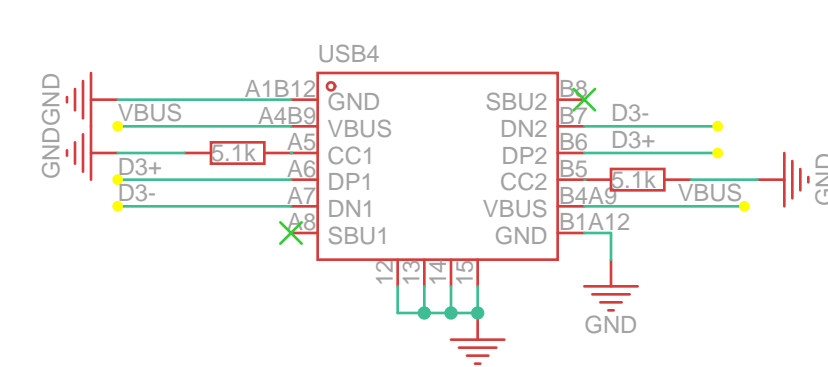 USB4
GND
GND
A1B12
GND
VBUS
A4B9
VBUS
5.1k
A5
CC1
D3+
A6
DP1
D3-
A7
DN1
A8
SBU1
SBU2
B8
DN2
B7
D3-
DP2
B6
D3+
CC2
B5
5.1k
GND
VBUS
B4A9
VBUS
GND
B1A12
GND
12
13
14
15